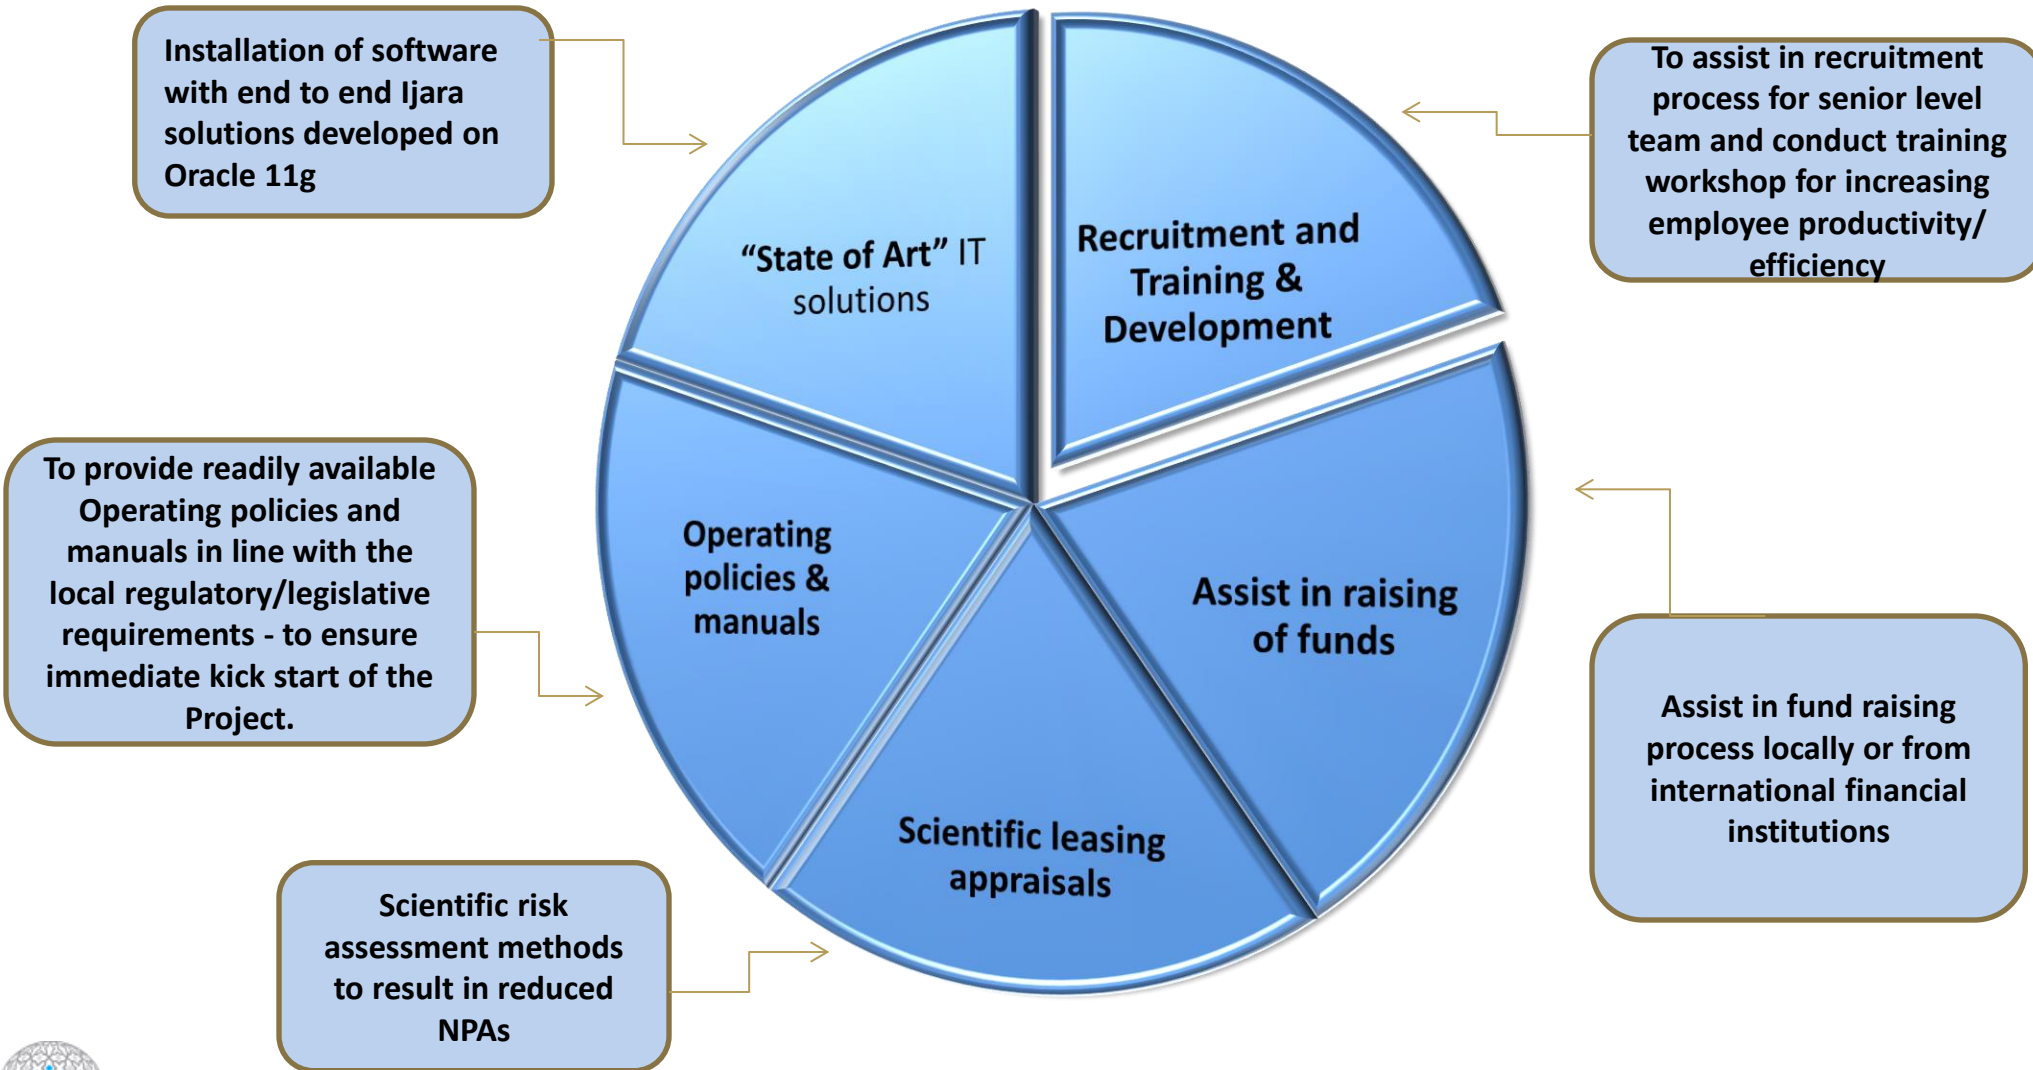 Installation of software
with end to end Ijara
solutions developed on
Oracle 11g
To assist in recruitment
process for senior level
team and conduct training
workshop for increasing
employee productivity/
efficiency
“State of Art” IT
solutions
Recruitment and
Training &
Development
To provide readily available
Operating policies and
manuals in line with the
local regulatory/legislative
requirements - to ensure
immediate kick start of the
Project.
Operating
policies &
manuals
Assist in raising
of funds
Assist in fund raising
process locally or from
international financial
institutions
Scientific leasing
appraisals
Scientific risk
assessment methods
to result in reduced
NPAs